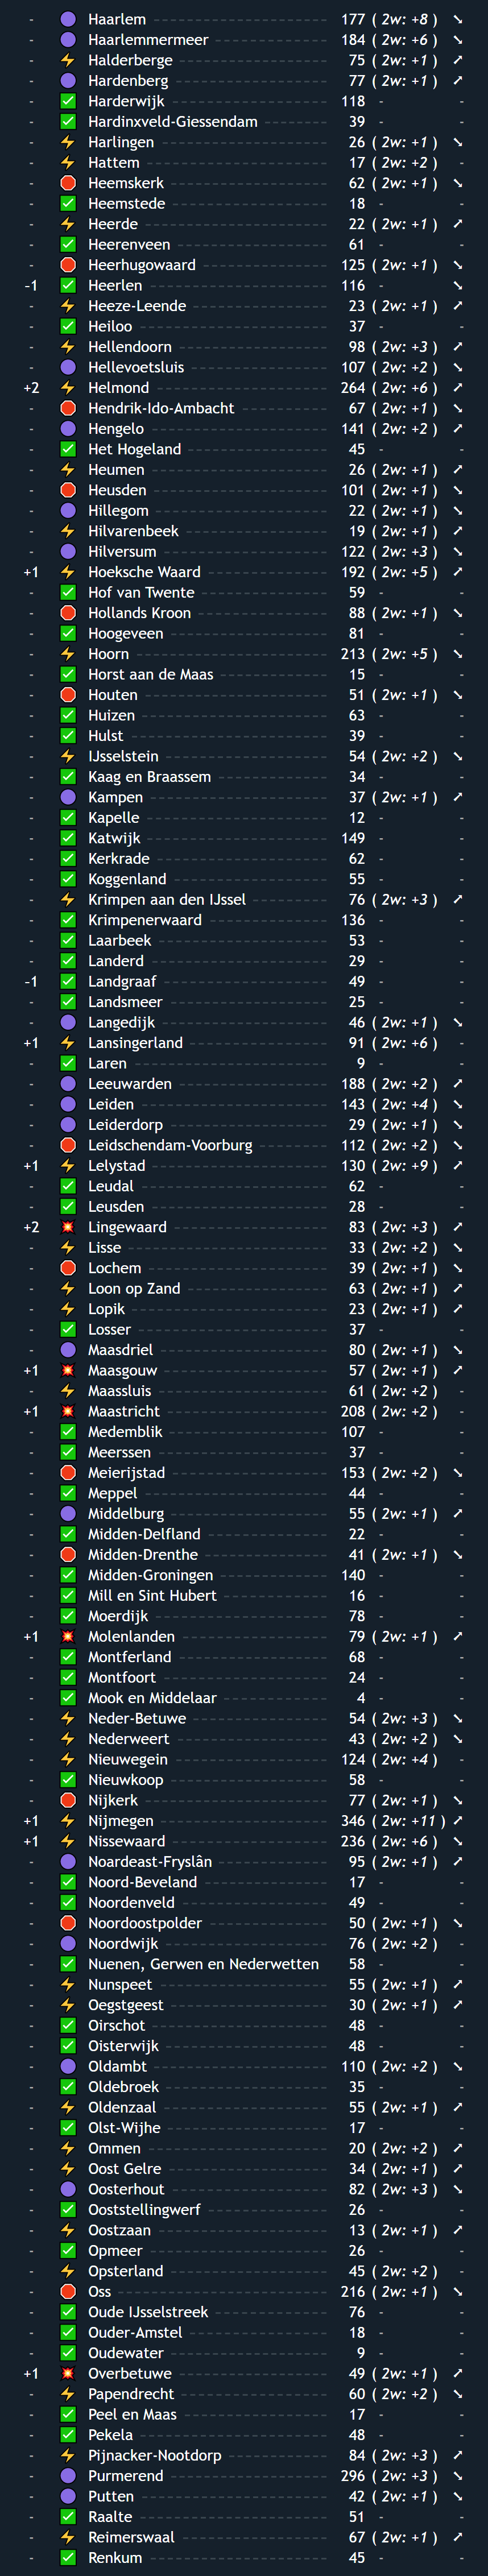 - Haarlem 177 ( 2w: +8 ) ➘
- Haarlemmermeer 184 ( 2w: +6 ) ➘
- Halderberge 75 ( 2w: +1 ) ➚
- Hardenberg 77 ( 2w: +1 ) ➚
- Harderwijk 118 - -
- Hardinxveld-Giessendam 39 - -
- Harlingen 26 ( 2w: +1 ) ➘
- Hattem 17 ( 2w: +2 ) -
- Heemskerk 62 ( 2w: +1 ) ➘
- Heemstede 18 - -
- Heerde 22 ( 2w: +1 ) ➚
- Heerenveen 61 - -
- Heerhugowaard 125 ( 2w: +1 ) ➘
-1 Heerlen 116 - ➘
- Heeze-Leende 23 ( 2w: +1 ) ➚
- Heiloo 37 - -
- Hellendoorn 98 ( 2w: +3 ) ➚
- Hellevoetsluis 107 ( 2w: +2 ) ➘
+2 Helmond 264 ( 2w: +6 ) ➚
- Hendrik-Ido-Ambacht 67 ( 2w: +1 ) ➘
- Hengelo 141 ( 2w: +2 ) ➚
- Het Hogeland 45 - -
- Heumen 26 ( 2w: +1 ) ➚
- Heusden 101 ( 2w: +1 ) ➘
- Hillegom 22 ( 2w: +1 ) ➘
- Hilvarenbeek 19 ( 2w: +1 ) ➚
- Hilversum 122 ( 2w: +3 ) ➘
+1 Hoeksche Waard 192 ( 2w: +5 ) ➚
- Hof van Twente 59 - -
- Hollands Kroon 88 ( 2w: +1 ) ➘
- Hoogeveen 81 - -
- Hoorn 213 ( 2w: +5 ) ➘
- Horst aan de Maas 15 - -
- Houten 51 ( 2w: +1 ) ➘
- Huizen 63 - -
- Hulst 39 - -
- IJsselstein 54 ( 2w: +2 ) ➘
- Kaag en Braassem 34 - -
- Kampen 37 ( 2w: +1 ) ➚
- Kapelle 12 - -
- Katwijk 149 - -
- Kerkrade 62 - -
- Koggenland 55 - -
- Krimpen aan den IJssel 76 ( 2w: +3 ) ➚
- Krimpenerwaard 136 - -
- Laarbeek 53 - -
- Landerd 29 - -
-1 Landgraaf 49 - -
- Landsmeer 25 - -
- Langedijk 46 ( 2w: +1 ) ➘
+1 Lansingerland 91 ( 2w: +6 ) -
- Laren 9 - -
- Leeuwarden 188 ( 2w: +2 ) ➚
- Leiden 143 ( 2w: +4 ) ➘
- Leiderdorp 29 ( 2w: +1 ) ➘
- Leidschendam-Voorburg 112 ( 2w: +2 ) ➘
+1 Lelystad 130 ( 2w: +9 ) ➚
- Leudal 62 - -
- Leusden 28 - -
+2 Lingewaard 83 ( 2w: +3 ) ➚
- Lisse 33 ( 2w: +2 ) ➘
- Lochem 39 ( 2w: +1 ) ➘
- Loon op Zand 63 ( 2w: +1 ) ➚
- Lopik 23 ( 2w: +1 ) ➚
- Losser 37 - -
- Maasdriel 80 ( 2w: +1 ) ➘
+1 Maasgouw 57 ( 2w: +1 ) ➚
- Maassluis 61 ( 2w: +2 ) -
+1 Maastricht 208 ( 2w: +2 ) -
- Medemblik 107 - -
- Meerssen 37 - -
- Meierijstad 153 ( 2w: +2 ) ➘
- Meppel 44 - -
- Middelburg 55 ( 2w: +1 ) ➚
- Midden-Delfland 22 - -
- Midden-Drenthe 41 ( 2w: +1 ) ➘
- Midden-Groningen 140 - -
- Mill en Sint Hubert 16 - -
- Moerdijk 78 - -
+1 Molenlanden 79 ( 2w: +1 ) ➚
- Montferland 68 - -
- Montfoort 24 - -
- Mook en Middelaar 4 - -
- Neder-Betuwe 54 ( 2w: +3 ) ➘
- Nederweert 43 ( 2w: +2 ) ➘
- Nieuwegein 124 ( 2w: +4 ) -
- Nieuwkoop 58 - -
- Nijkerk 77 ( 2w: +1 ) ➘
+1 Nijmegen 346 ( 2w: +11 ) ➚
+1 Nissewaard 236 ( 2w: +6 ) ➘
- Noardeast-Fryslân 95 ( 2w: +1 ) ➚
- Noord-Beveland 17 - -
- Noordenveld 49 - -
- Noordoostpolder 50 ( 2w: +1 ) ➘
- Noordwijk 76 ( 2w: +2 ) -
- Nuenen, Gerwen en Nederwetten 58 - -
- Nunspeet 55 ( 2w: +1 ) ➚
- Oegstgeest 30 ( 2w: +1 ) ➚
- Oirschot 48 - -
- Oisterwijk 48 - -
- Oldambt 110 ( 2w: +2 ) ➘
- Oldebroek 35 - -
- Oldenzaal 55 ( 2w: +1 ) ➚
- Olst-Wijhe 17 - -
- Ommen 20 ( 2w: +2 ) ➚
- Oost Gelre 34 ( 2w: +1 ) ➚
- Oosterhout 82 ( 2w: +3 ) ➘
- Ooststellingwerf 26 - -
- Oostzaan 13 ( 2w: +1 ) ➚
- Opmeer 26 - -
- Opsterland 45 ( 2w: +2 ) -
- Oss 216 ( 2w: +1 ) ➘
- Oude IJsselstreek 76 - -
- Ouder-Amstel 18 - -
- Oudewater 9 - -
+1 Overbetuwe 49 ( 2w: +1 ) ➚
- Papendrecht 60 ( 2w: +2 ) ➘
- Peel en Maas 17 - -
- Pekela 48 - -
- Pijnacker-Nootdorp 84 ( 2w: +3 ) ➚
- Purmerend 296 ( 2w: +3 ) ➘
- Putten 42 ( 2w: +1 ) ➘
- Raalte 51 - -
- Reimerswaal 67 ( 2w: +1 ) ➚
- Renkum 45 - -